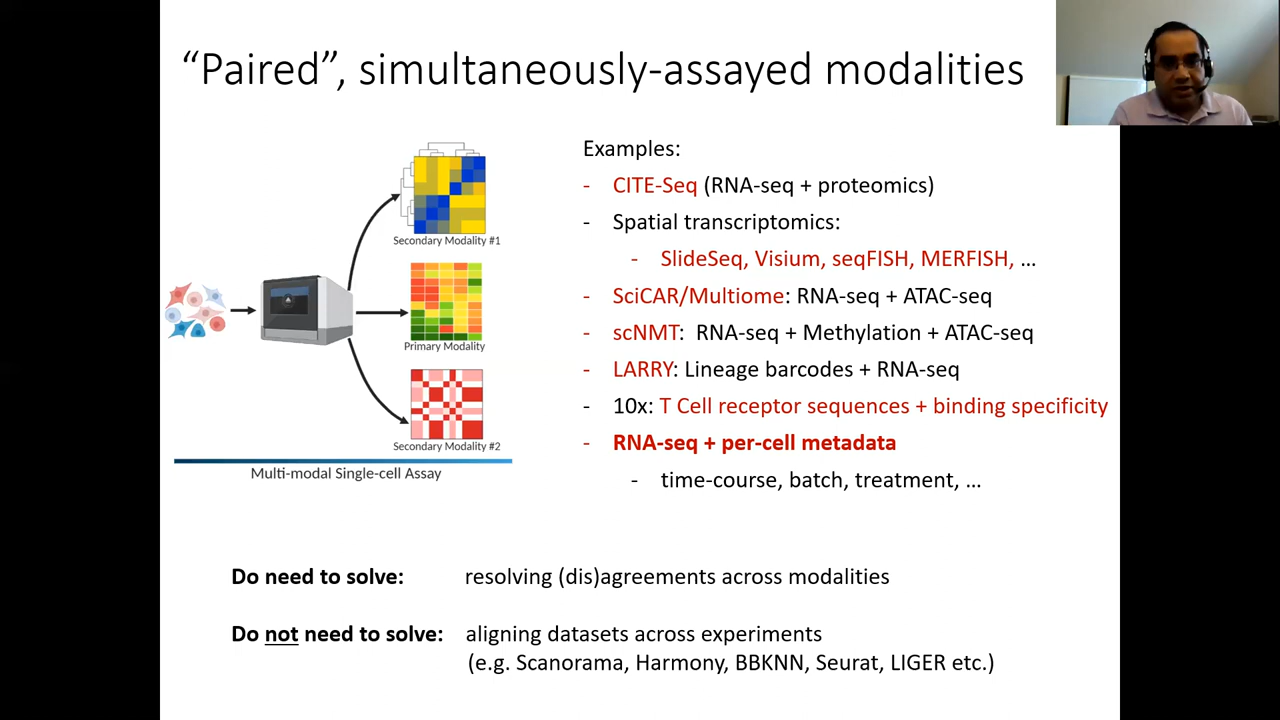 “Paired”, simultaneously-assayed modalities
Secondary Modality #1
Primary Modality
Secondary Modality #2
Multi-modal Single-cell Assay
Examples:
- CITE-Seq (RNA-seq + proteomics)
- Spatial transcriptomics:
- SlideSeq, Visium, seqFISH, MERFISH, ...
- SciCAR/Multiome: RNA-seq + ATAC-seq
- scNMT: RNA-seq + Methylation + ATAC-seq
- LARRY: Lineage barcodes + RNA-seq
- 10x: T Cell receptor sequences + binding specificity
- RNA-seq + per-cell metadata
- time-course, batch, treatment, ...
Do need to solve: resolving (dis)agreements across modalities
Do not need to solve: aligning datasets across experiments
(e.g. Scanorama, Harmony, BBKNN, Seurat, LIGER etc.)